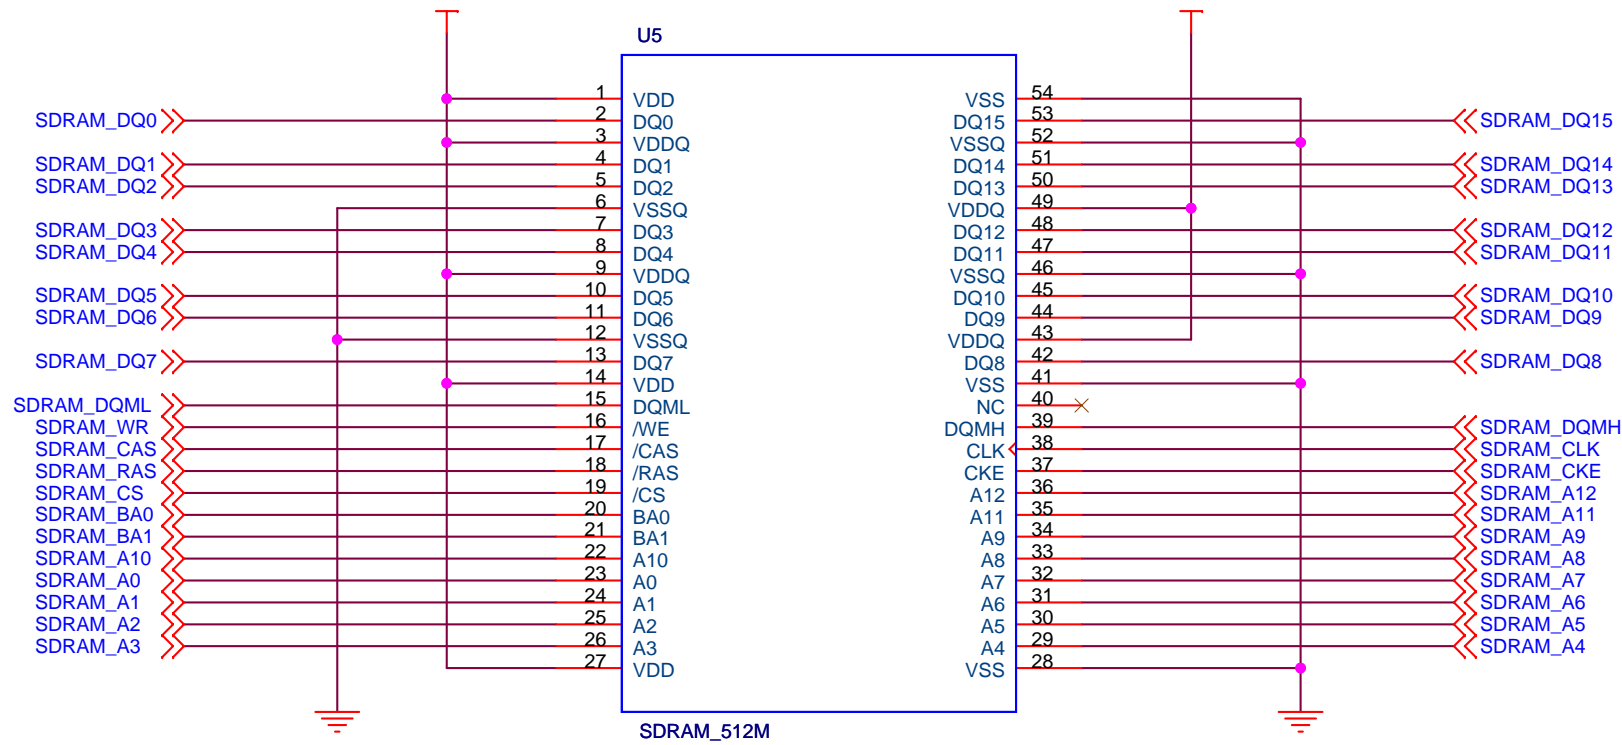 U5
1 VDD VSS 54
SDRAM_DQ0 2 DQ0 DQ15 53 SDRAM_DQ15
3 VDDQ VSSQ 52
SDRAM_DQ1 4 DQ1 DQ14 51 SDRAM_DQ14
SDRAM_DQ2 5 DQ2 DQ13 50 SDRAM_DQ13
6 VSSQ VDDQ 49
SDRAM_DQ3 7 DQ3 DQ12 48 SDRAM_DQ12
SDRAM_DQ4 8 DQ4 DQ11 47 SDRAM_DQ11
9 VDDQ VSSQ 46
SDRAM_DQ5 10 DQ5 DQ10 45 SDRAM_DQ10
SDRAM_DQ6 11 DQ6 DQ9 44 SDRAM_DQ9
12 VSSQ VDDQ 43
SDRAM_DQ7 13 DQ7 DQ8 42 SDRAM_DQ8
14 VDD VSS 41
SDRAM_DQML 15 DQML NC 40
SDRAM_WR 16 /WE DQMH 39 SDRAM_DQMH
SDRAM_CAS 17 /CAS CLK 38 SDRAM_CLK
SDRAM_RAS 18 /RAS CKE 37 SDRAM_CKE
SDRAM_CS 19 /CS A12 36 SDRAM_A12
SDRAM_BA0 20 BA0 A11 35 SDRAM_A11
SDRAM_BA1 21 BA1 A9 34 SDRAM_A9
SDRAM_A10 22 A10 A8 33 SDRAM_A8
SDRAM_A0 23 A0 A7 32 SDRAM_A7
SDRAM_A1 24 A1 A6 31 SDRAM_A6
SDRAM_A2 25 A2 A5 30 SDRAM_A5
SDRAM_A3 26 A3 A4 29 SDRAM_A4
27 VDD VSS 28
SDRAM_512M